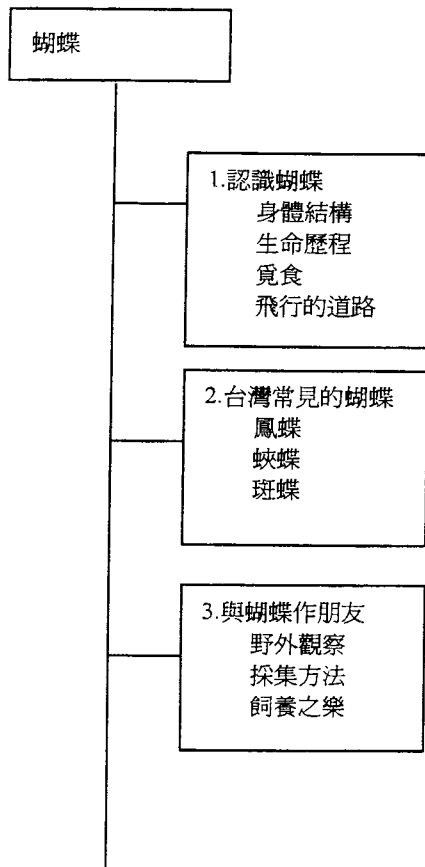 蝴蝶
1.認識蝴蝶
身體結構
生命歷程
覓食
飛行的道路
2.台灣常見的蝴蝶
鳳蝶
蛺蝶
斑蝶
3.與蝴蝶作朋友
野外觀察
採集方法
飼養之樂